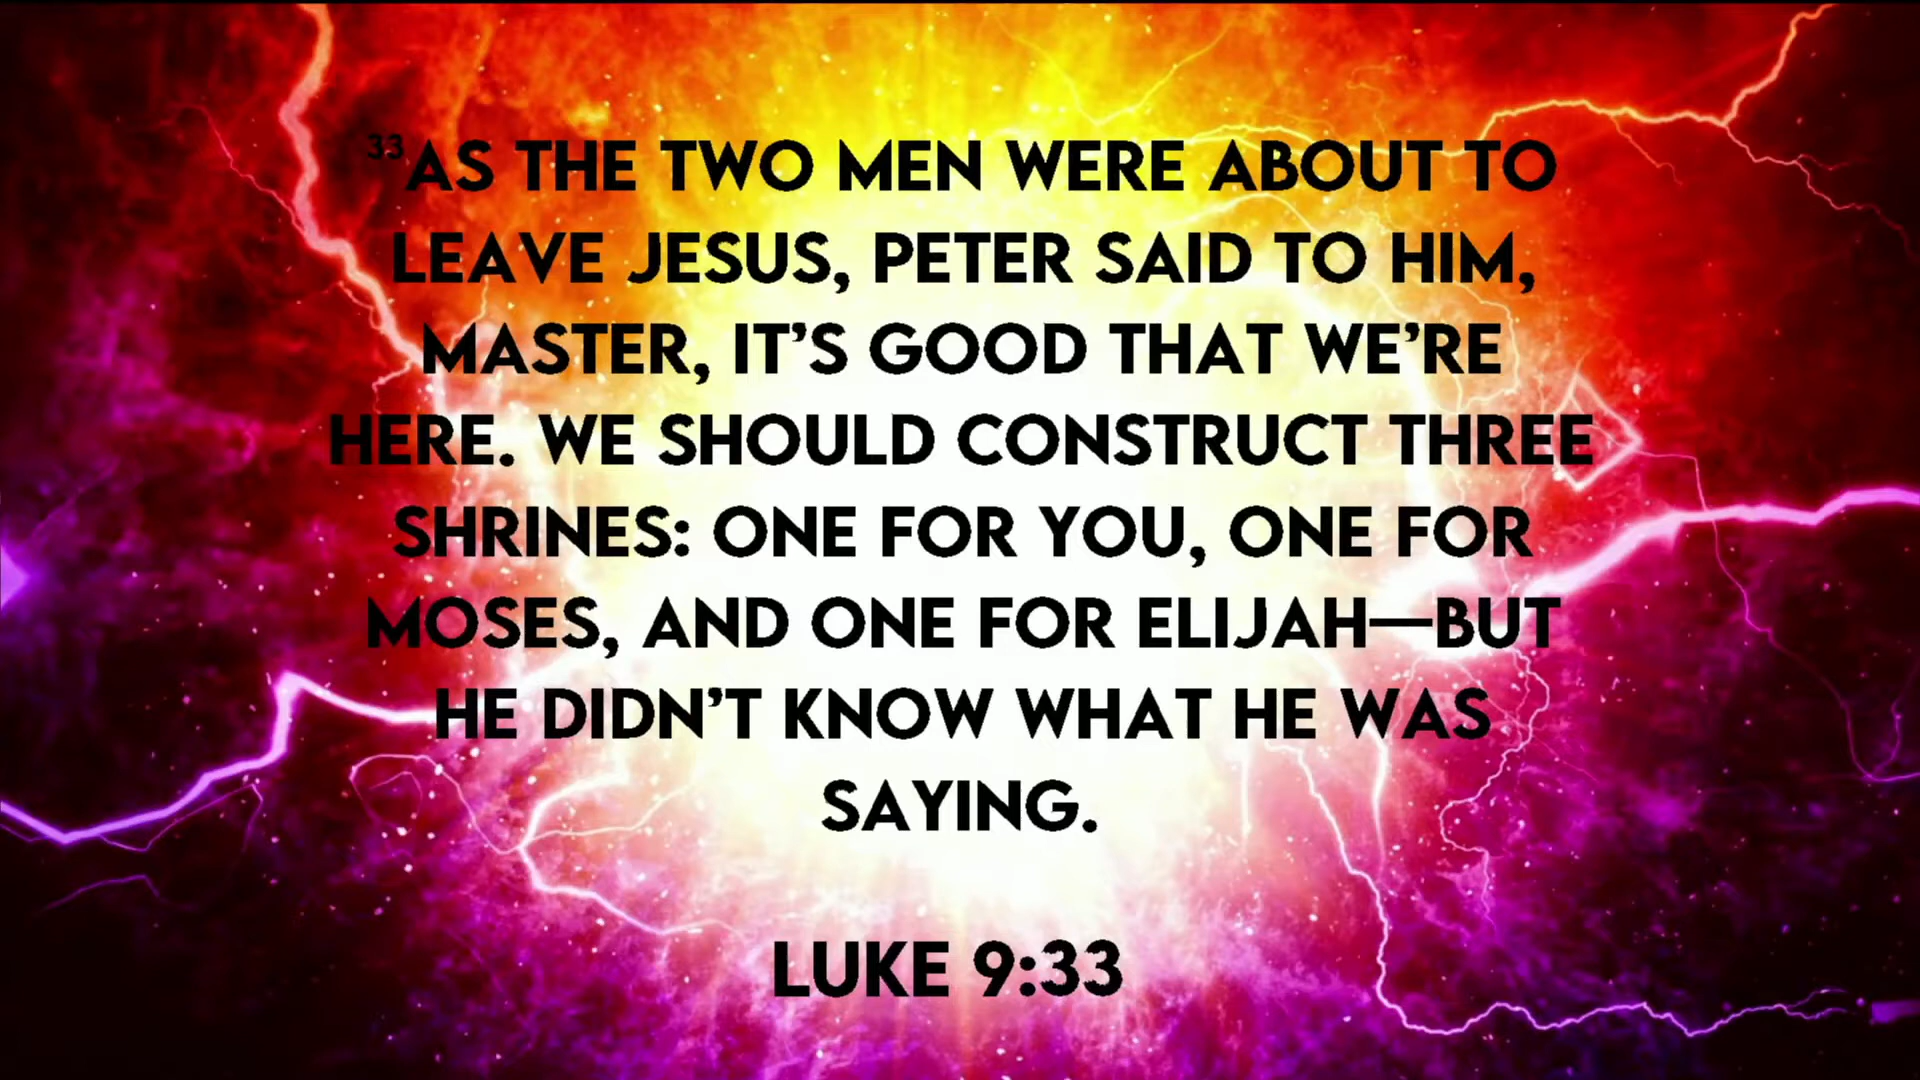 33AS THE TWO MEN WERE ABOUT TO
LEAVE JESUS, PETER SAID TO HIM,
MASTER, IT’S GOOD THAT WE’RE
HERE. WE SHOULD CONSTRUCT THREE
SHRINES: ONE FOR YOU, ONE FOR
MOSES, AND ONE FOR ELIJAH—BUT
HE DIDN’T KNOW WHAT HE WAS
SAYING.
LUKE 9:33